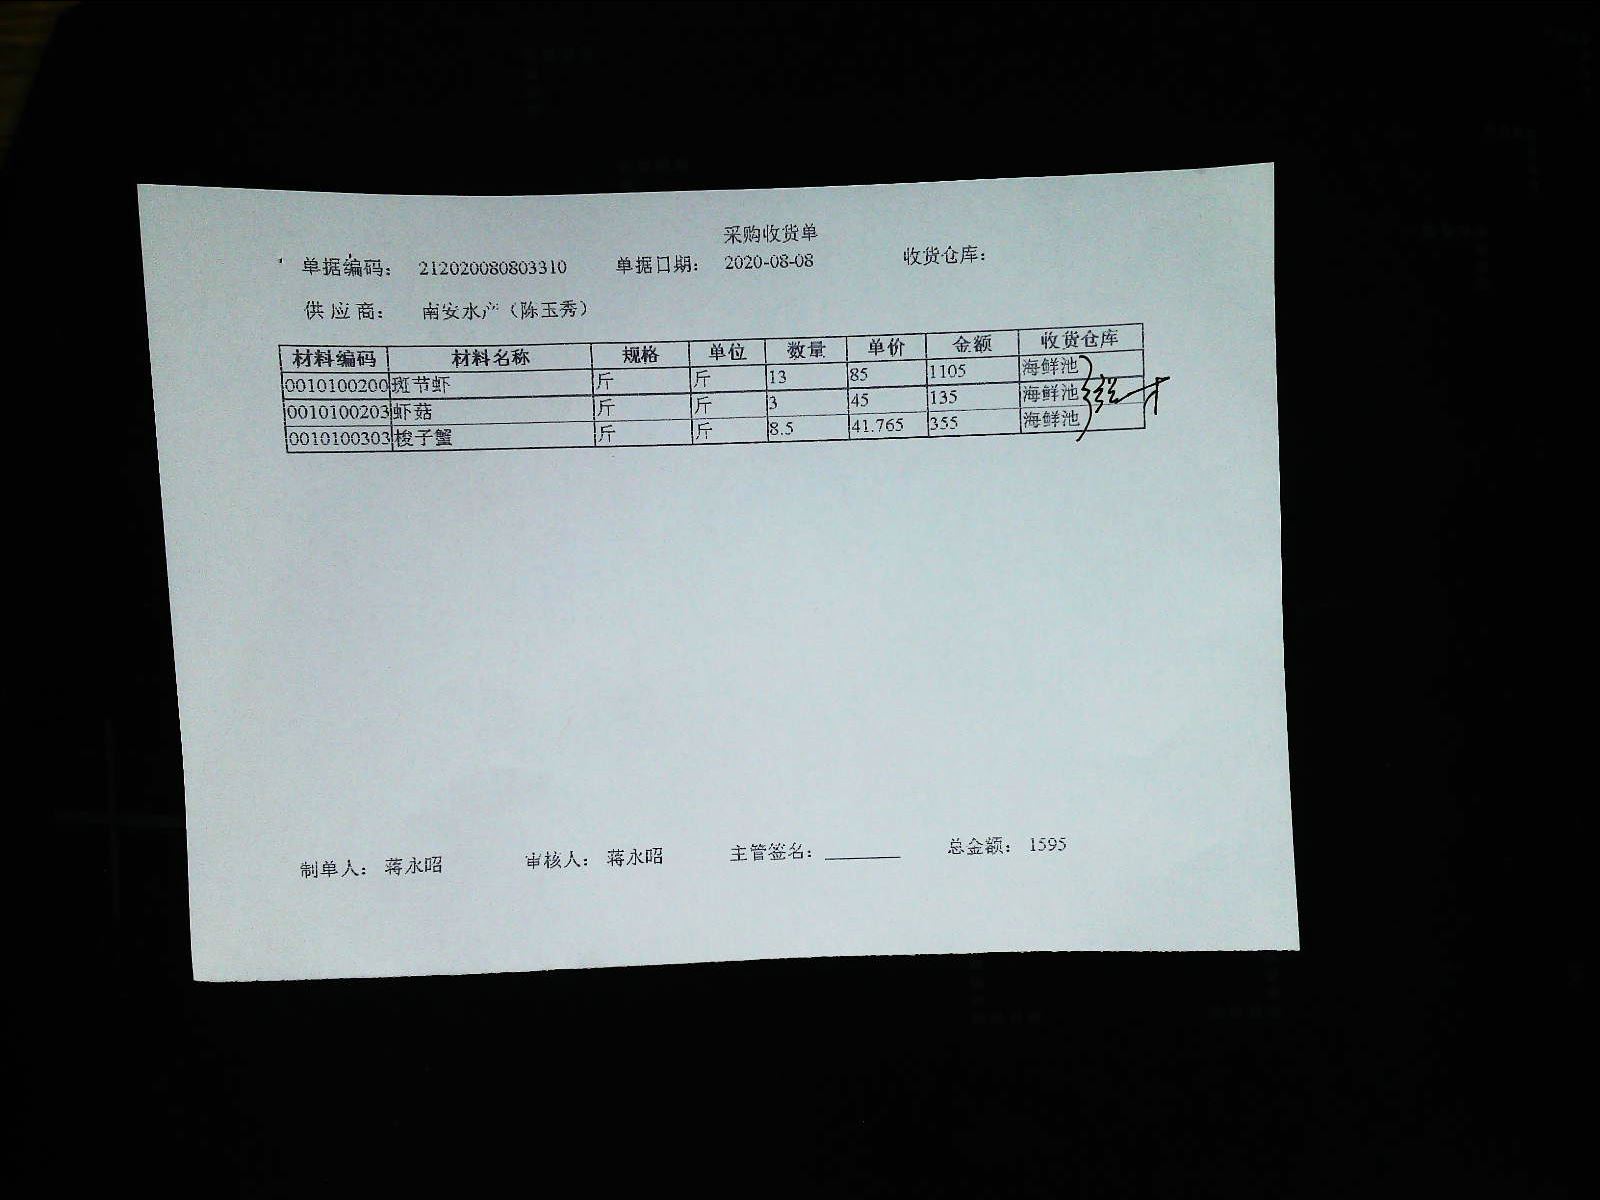 采购收货单
单据编码： 212020080803310 单据日期： 2020-08-08 收货仓库：
供应商： 南安水产（陈玉秀）
材料编码 材料名称 规格 单位 数量 单价 金额 收货仓库
0010100200 斑节虾 斤 斤 13 85 1105 海鲜池
0010100203 虾菇 斤 斤 3 45 135 海鲜池
0010100303 梭子蟹 斤 斤 8.5 41.765 355 海鲜池
制单人： 蒋永昭 审核人： 蒋永昭 主管签名： 总金额： 1595